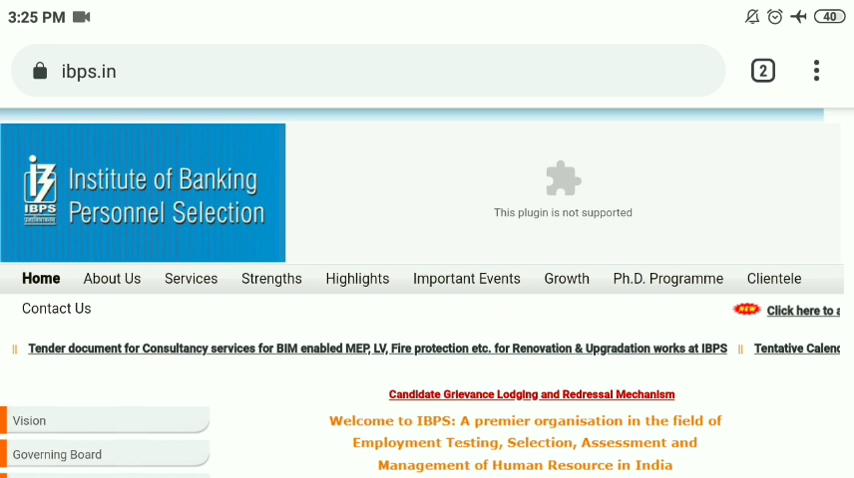 3:25 PM
40
ibps.in
2
Institute of Banking
Personnel Selection
IBPS
This plugin is not supported
Home About Us Services Strengths Highlights Important Events Growth Ph.D. Programme Clientele
Contact Us
NEW Click here to a
Tender document for Consultancy services for BIM enabled MEP, LV, Fire protection etc. for Renovation & Upgradation works at IBPS || Tentative Calend
Candidate Grievance Lodging and Redressal Mechanism
Vision
Welcome to IBPS: A premier organisation in the field of
Employment Testing, Selection, Assessment and
Governing Board
Management of Human Resource in India